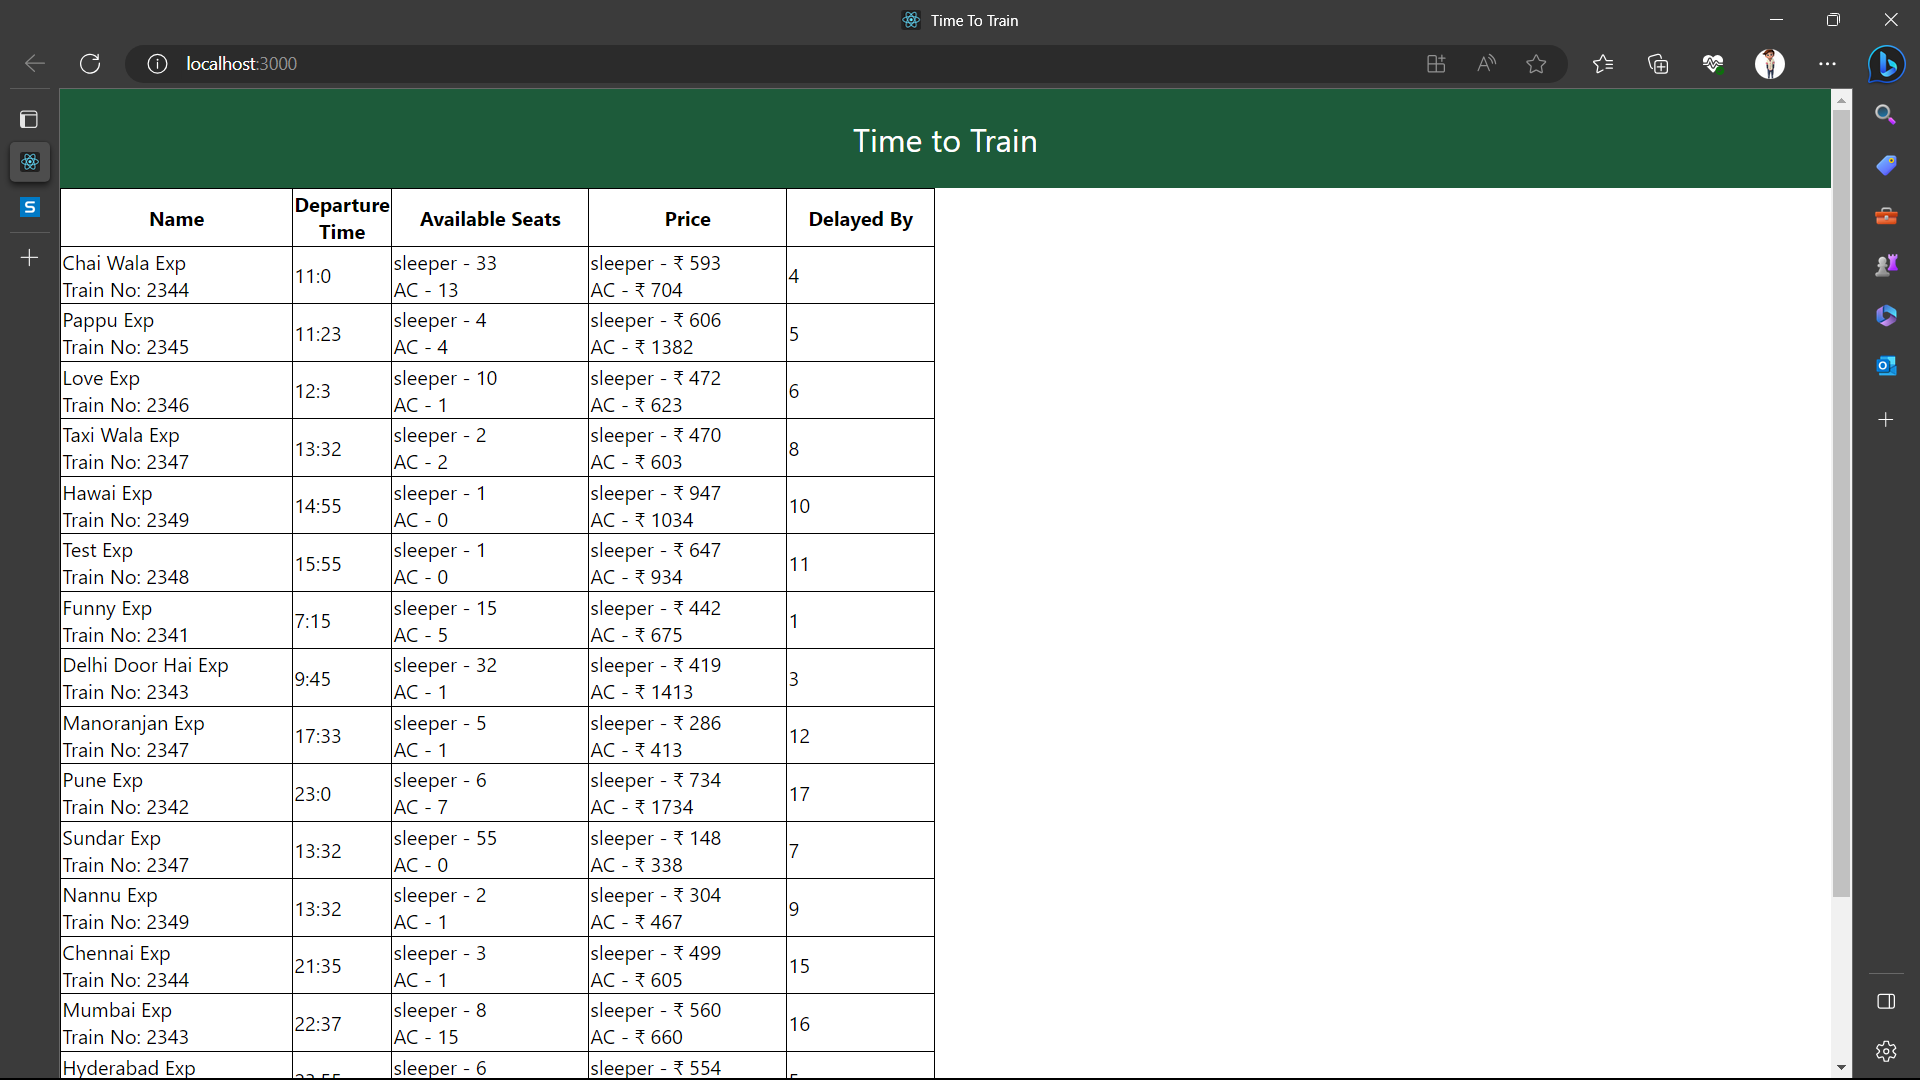 Time To Train
localhost:3000
Time to Train
Name
Departure
Time
Available Seats
Price
Delayed By
Chai Wala Exp
Train No: 2344
11:0
sleeper - 33
AC - 13
sleeper - ₹ 593
AC - ₹ 704
4
Pappu Exp
Train No: 2345
11:23
sleeper - 4
AC - 4
sleeper - ₹ 606
AC - ₹ 1382
5
Love Exp
Train No: 2346
12:3
sleeper - 10
AC - 1
sleeper - ₹ 472
AC - ₹ 623
6
Taxi Wala Exp
Train No: 2347
13:32
sleeper - 2
AC - 2
sleeper - ₹ 470
AC - ₹ 603
8
Hawai Exp
Train No: 2349
14:55
sleeper - 1
AC - 0
sleeper - ₹ 947
AC - ₹ 1034
10
Test Exp
Train No: 2348
15:55
sleeper - 1
AC - 0
sleeper - ₹ 647
AC - ₹ 934
11
Funny Exp
Train No: 2341
7:15
sleeper - 15
AC - 5
sleeper - ₹ 442
AC - ₹ 675
1
Delhi Door Hai Exp
Train No: 2343
9:45
sleeper - 32
AC - 1
sleeper - ₹ 419
AC - ₹ 1413
3
Manoranjan Exp
Train No: 2347
17:33
sleeper - 5
AC - 1
sleeper - ₹ 286
AC - ₹ 413
12
Pune Exp
Train No: 2342
23:0
sleeper - 6
AC - 7
sleeper - ₹ 734
AC - ₹ 1734
17
Sundar Exp
Train No: 2347
13:32
sleeper - 55
AC - 0
sleeper - ₹ 148
AC - ₹ 338
7
Nannu Exp
Train No: 2349
13:32
sleeper - 2
AC - 1
sleeper - ₹ 304
AC - ₹ 467
9
Chennai Exp
Train No: 2344
21:35
sleeper - 3
AC - 1
sleeper - ₹ 499
AC - ₹ 605
15
Mumbai Exp
Train No: 2343
22:37
sleeper - 8
AC - 15
sleeper - ₹ 560
AC - ₹ 660
16
Hyderabad Exp
sleeper - 6
sleeper - ₹ 554